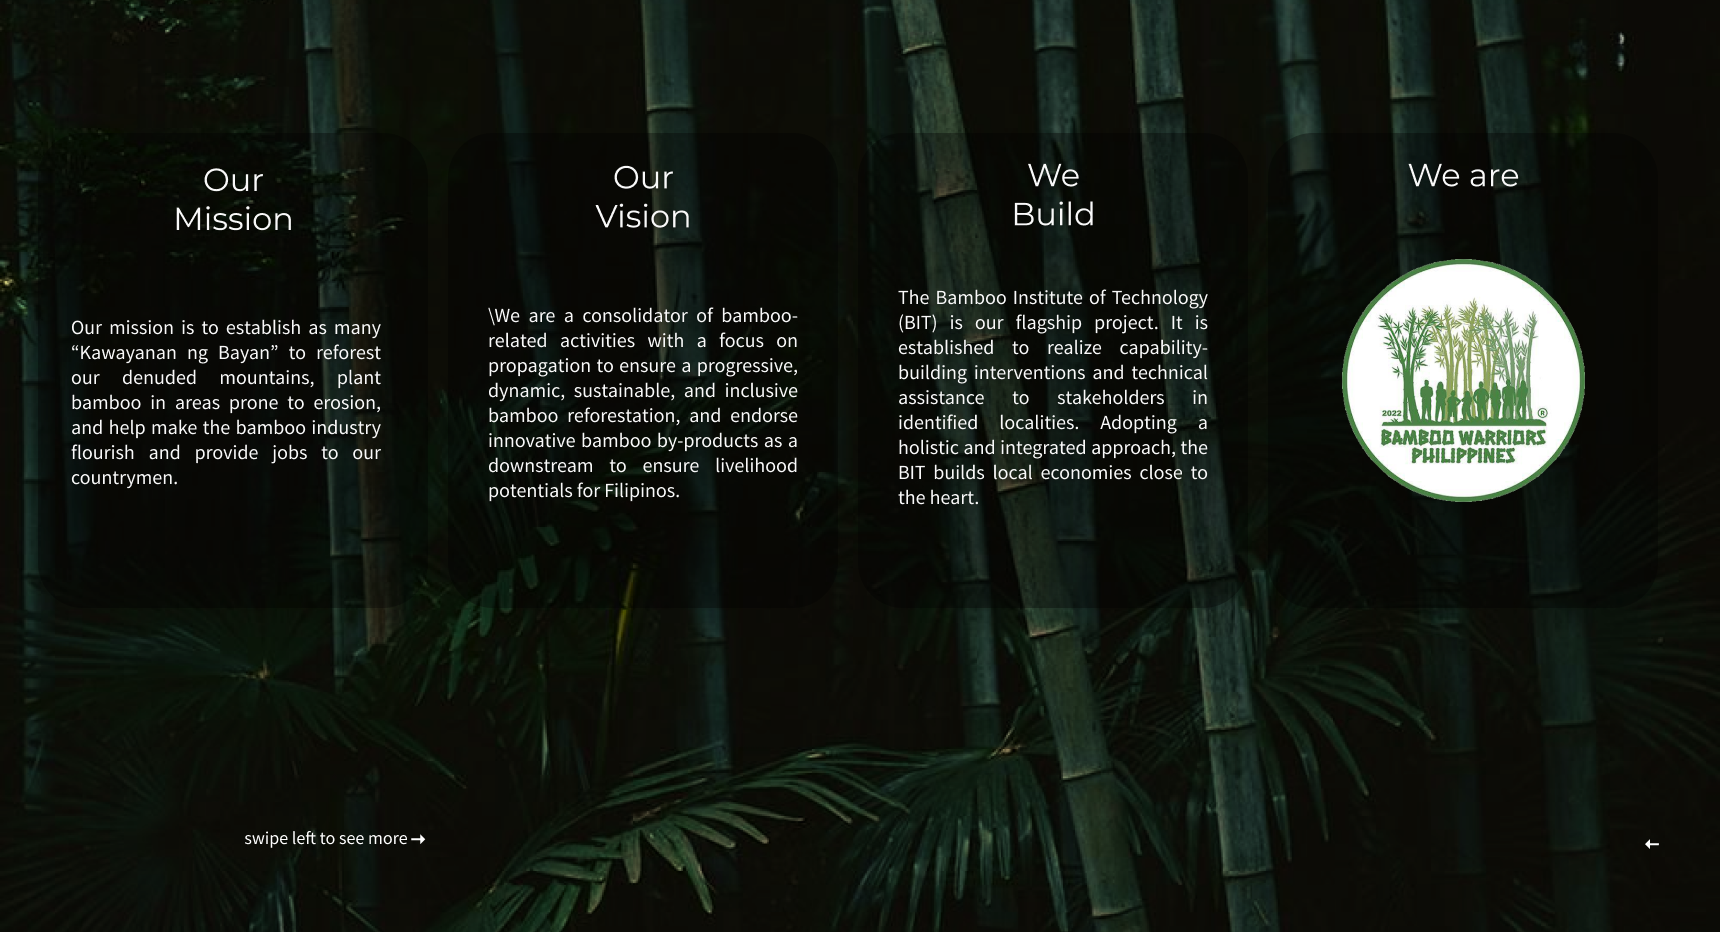 Our
Mission
Our mission is to establish as many
“Kawayanan ng Bayan” to reforest
our denuded mountains, plant
bamboo in areas prone to erosion,
and help make the bamboo industry
flourish and provide jobs to our
countrymen.
Our
Vision
\We are a consolidator of bamboo-
related activities with a focus on
propagation to ensure a progressive,
dynamic, sustainable, and inclusive
bamboo reforestation, and endorse
innovative bamboo by-products as a
downstream to ensure livelihood
potentials for Filipinos.
We
Build
The Bamboo Institute of Technology
(BIT) is our flagship project. It is
established to realize capability-
building interventions and technical
assistance to stakeholders in
identified localities. Adopting a
holistic and integrated approach, the
BIT builds local economies close to
the heart.
We are
2022 ®
BAMBOO WARRIORS
PHILIPPINES
swipe left to see more→
←